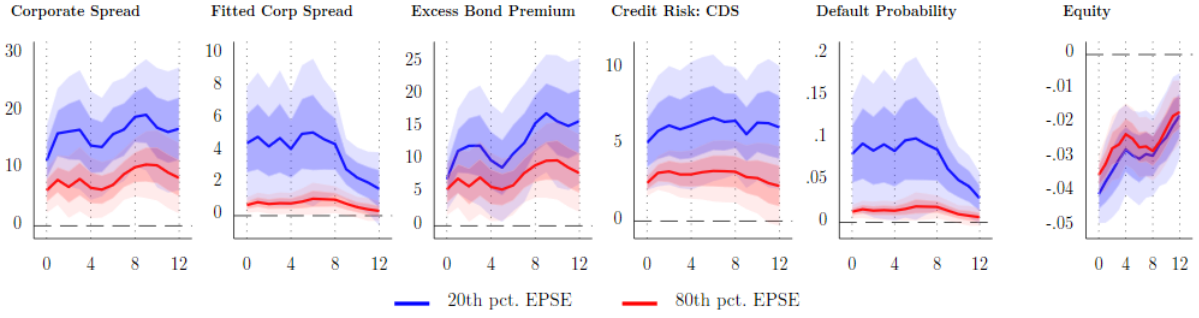 Corporate Spread
Fitted Corp Spread
Excess Bond Premium
Credit Risk: CDS
Default Probability
Equity
30
20
10
0
0 4 8 12
10
8
6
4
2
0
0 4 8 12
25
20
15
10
5
0
0 4 8 12
10
5
0
0 4 8 12
.2
.15
.1
.05
0
0 4 8 12
0
-.01
-.02
-.03
-.04
-.05
0 4 8 12
20th pct. EPSE
80th pct. EPSE